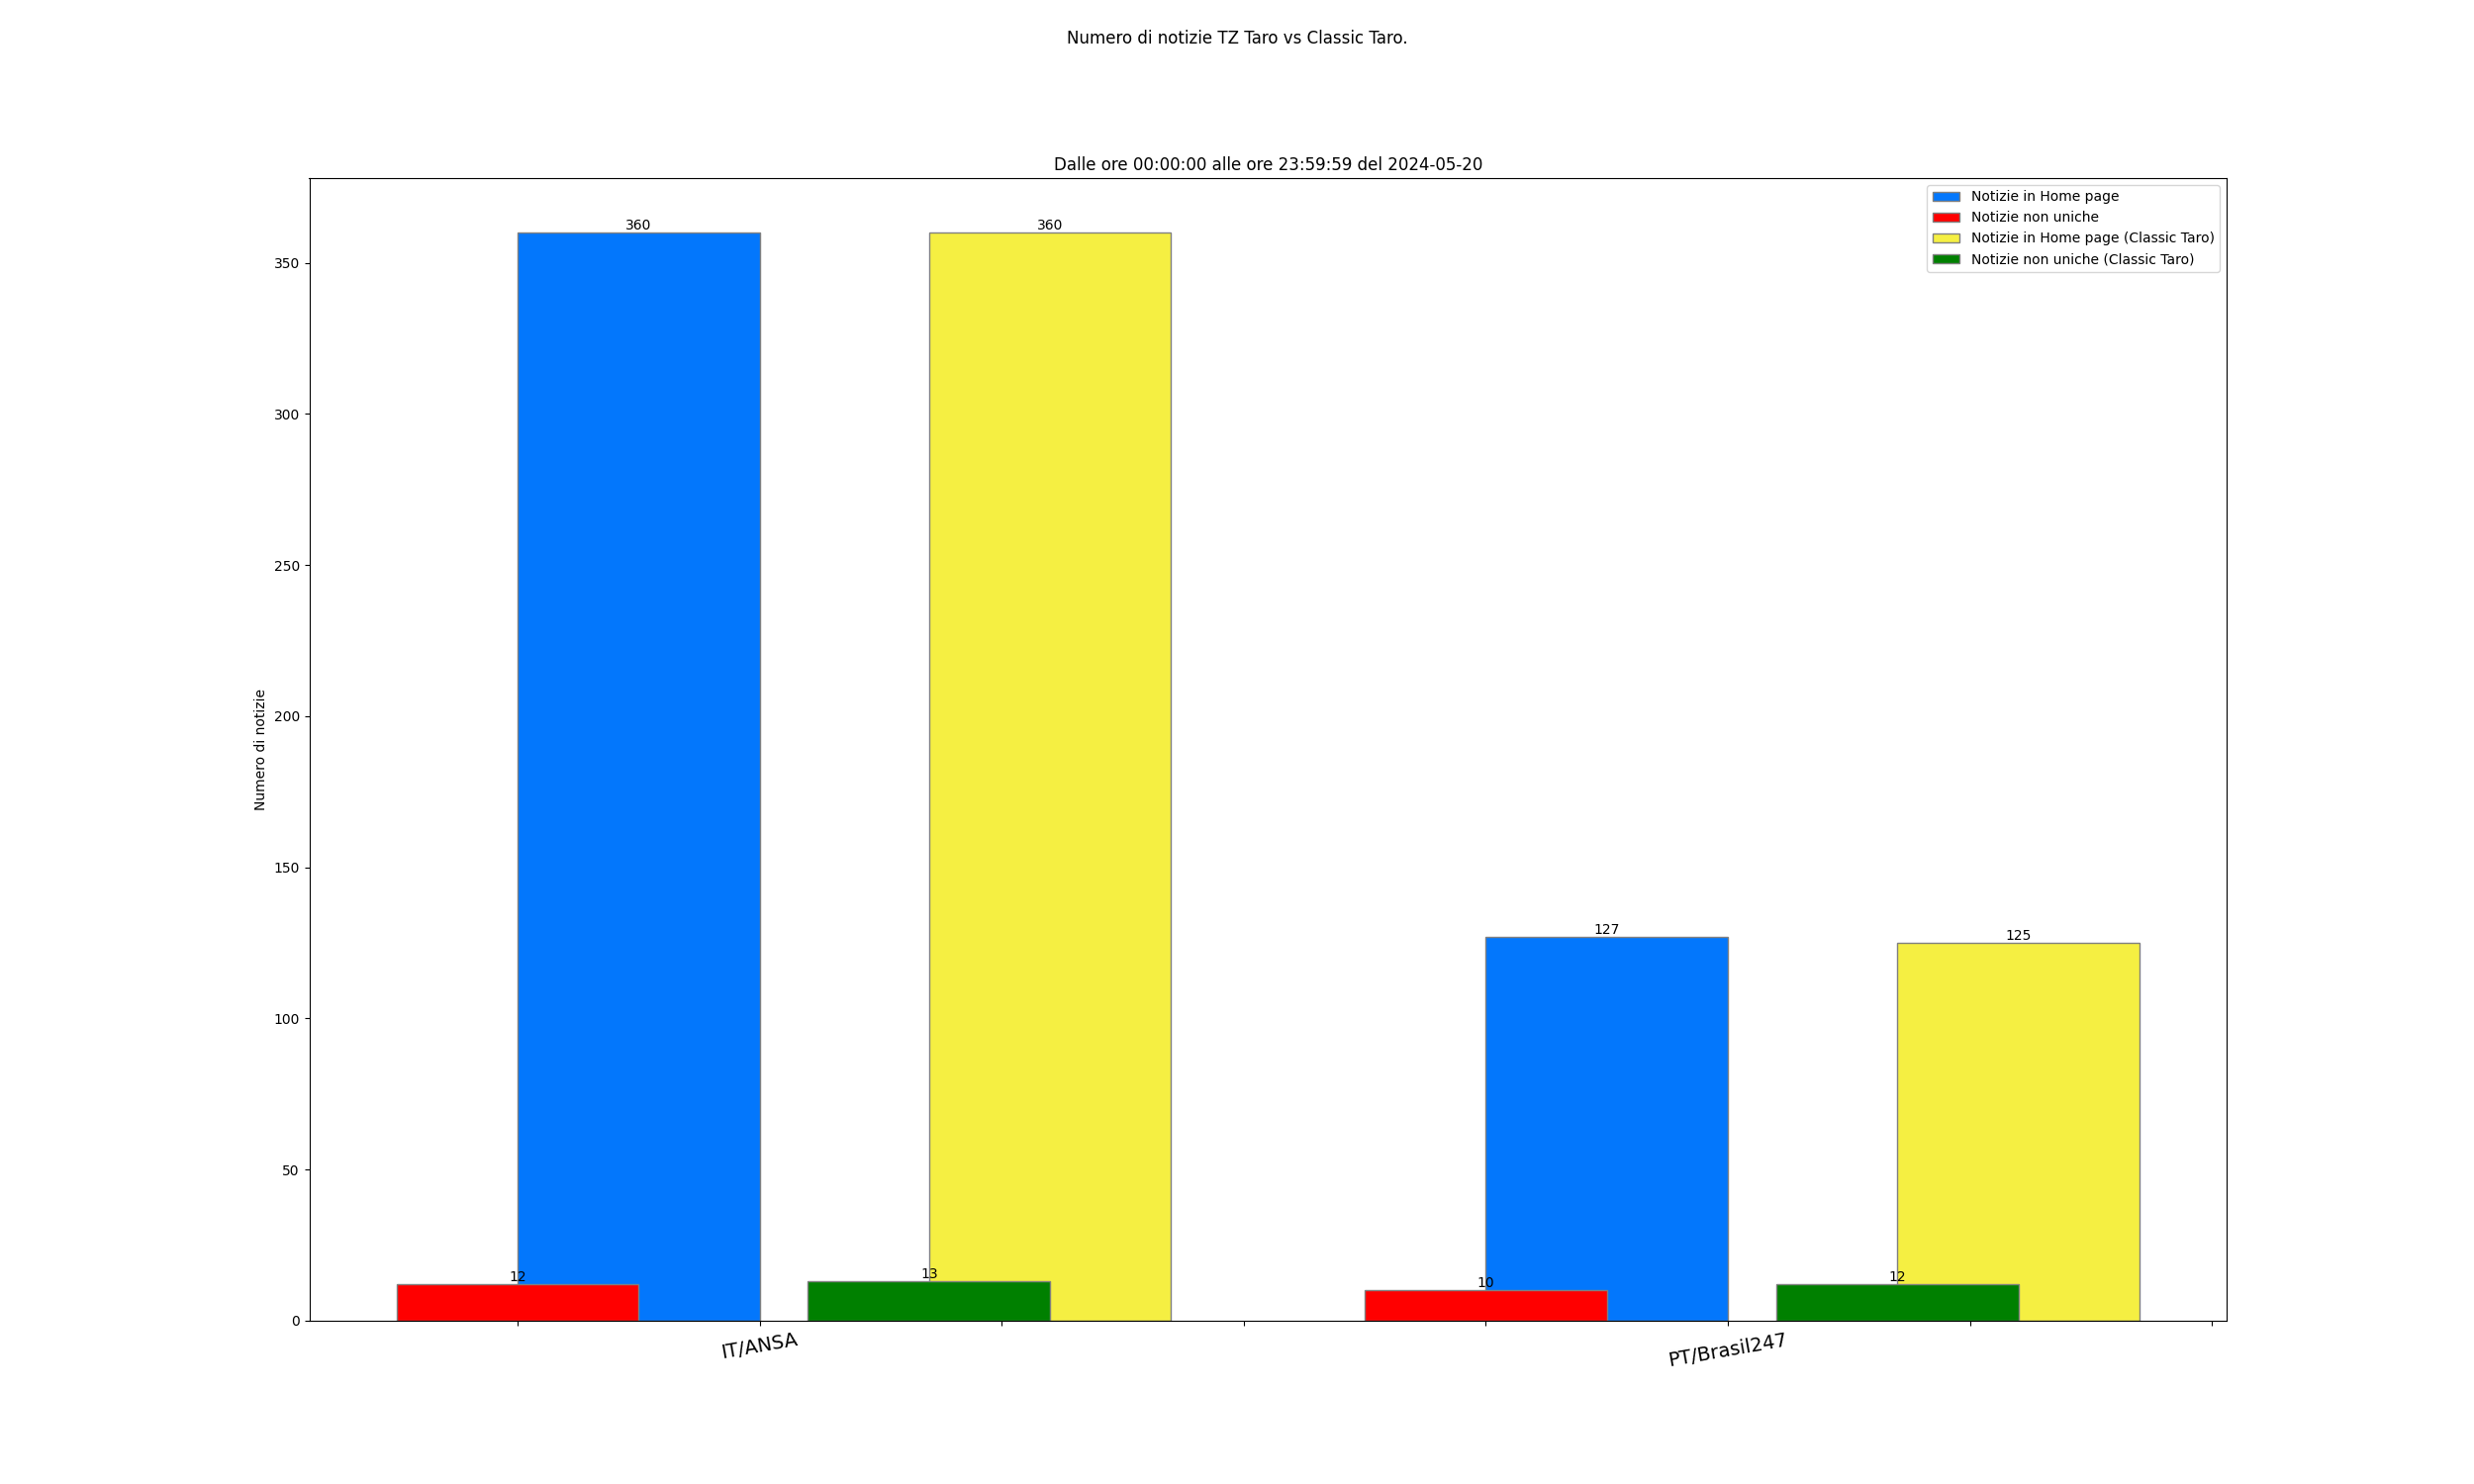 Numero di notizie TZ Taro vs Classic Taro.
Dalle ore 00:00:00 alle ore 23:59:59 del 2024-05-20
Notizie in Home page
Notizie non uniche
Notizie in Home page (Classic Taro)
Notizie non uniche (Classic Taro)
360
360
127
125
12
13
10
12
350
300
250
200
150
100
50
0
Numero di notizie
IT/ANSA
PT/Brasil247